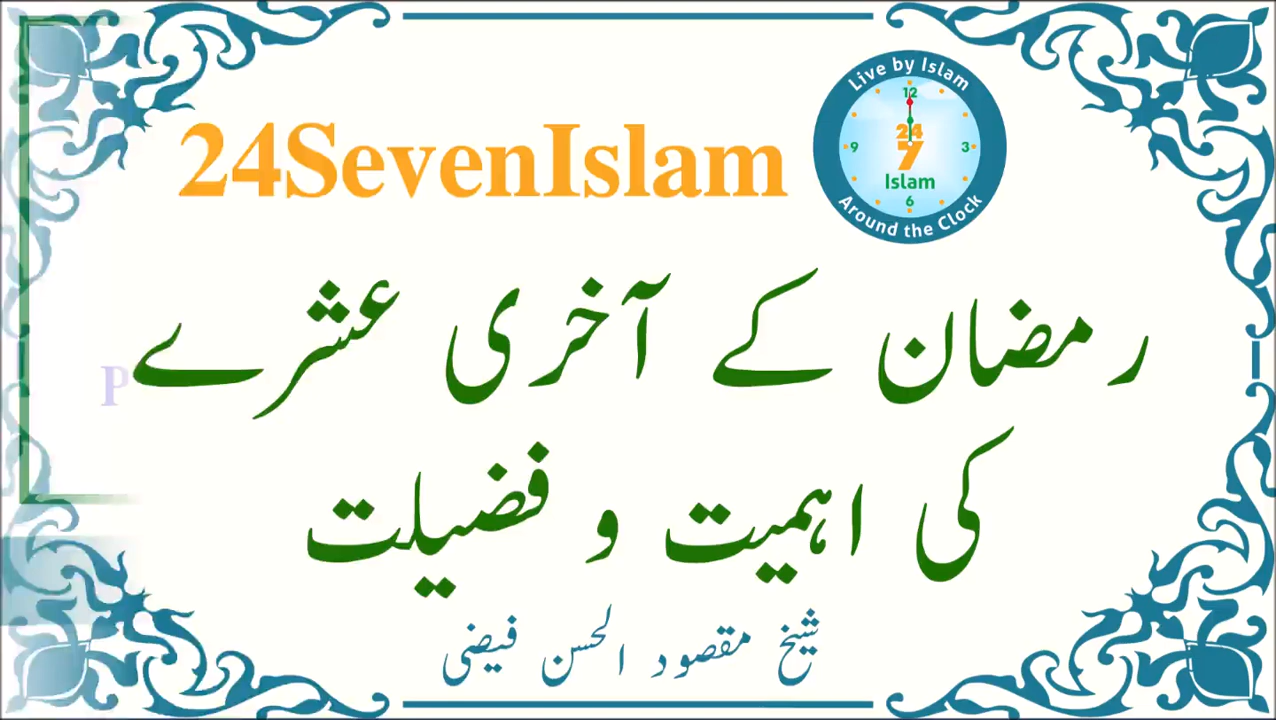 24SevenIslam
Live by Islam
12
24
9
7
3
Islam
6
Around the Clock
رمضان کے آخری عشرے
P
کی اہمیت و فضیلت
شیخ مقصود الحسن فیضی